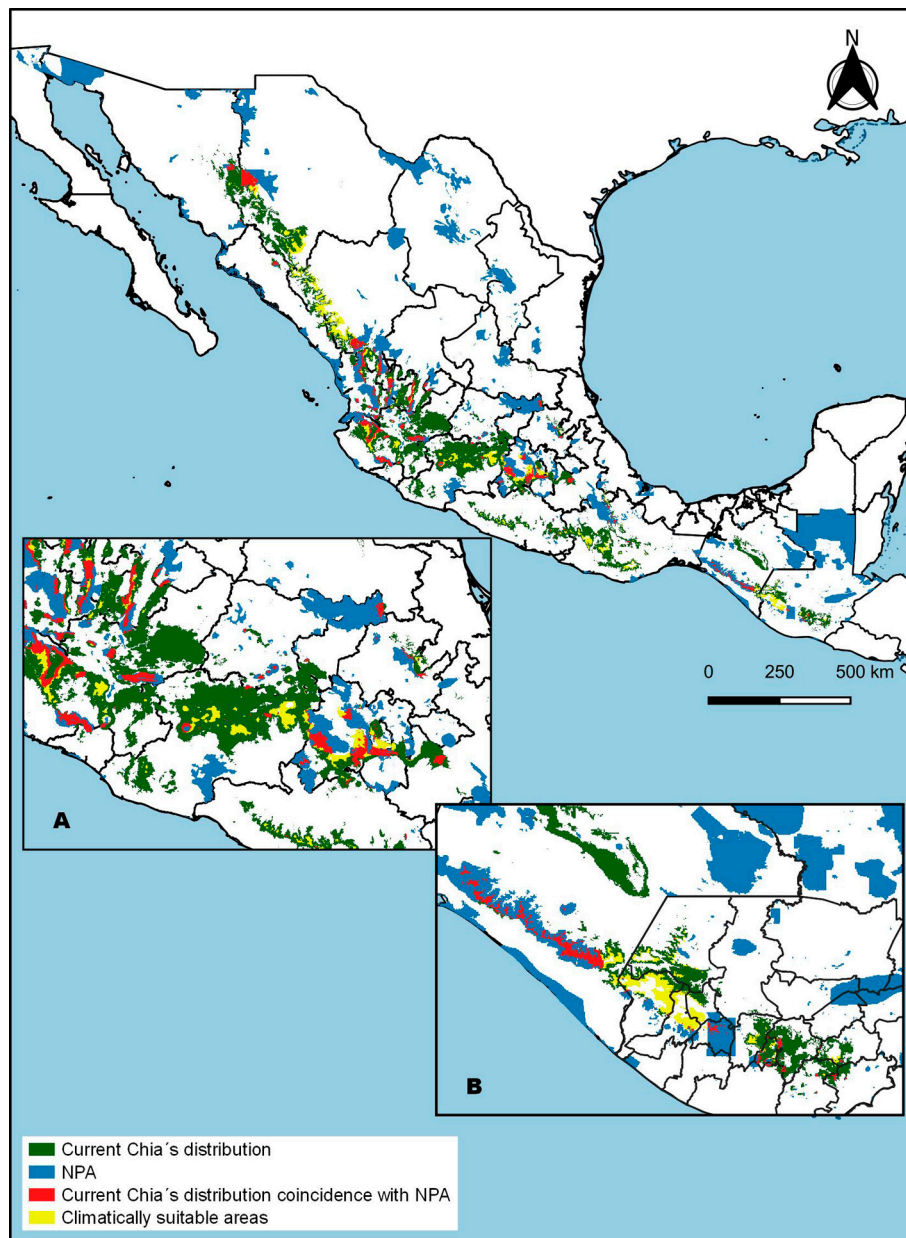 N
0 250 500 km
A
B
Current Chia´s distribution
NPA
Current Chia´s distribution coincidence with NPA
Climatically suitable areas